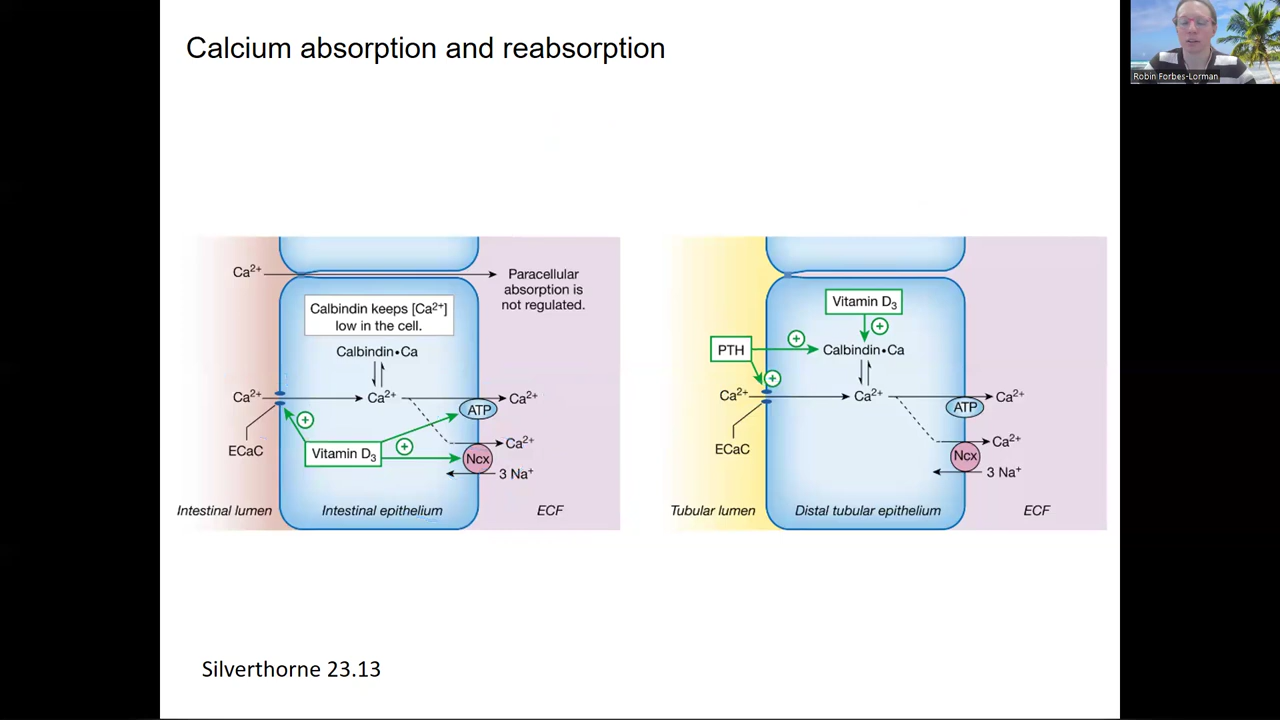 Calcium absorption and reabsorption
Robin Forbes-Lorman
Ca²⁺
Paracellular
absorption is
not regulated.
Calbindin keeps [Ca²⁺]
low in the cell.
Calbindin•Ca
Ca²⁺
Ca²⁺
ATP
Ca²⁺
+
+
ECaC
Vitamin D₃
Ncx
Ca²⁺
3 Na⁺
Intestinal lumen
Intestinal epithelium
ECF
Vitamin D₃
+
PTH
+
Calbindin•Ca
+
Ca²⁺
Ca²⁺
ATP
Ca²⁺
ECaC
Ncx
Ca²⁺
3 Na⁺
Tubular lumen
Distal tubular epithelium
ECF
Silverthorne 23.13